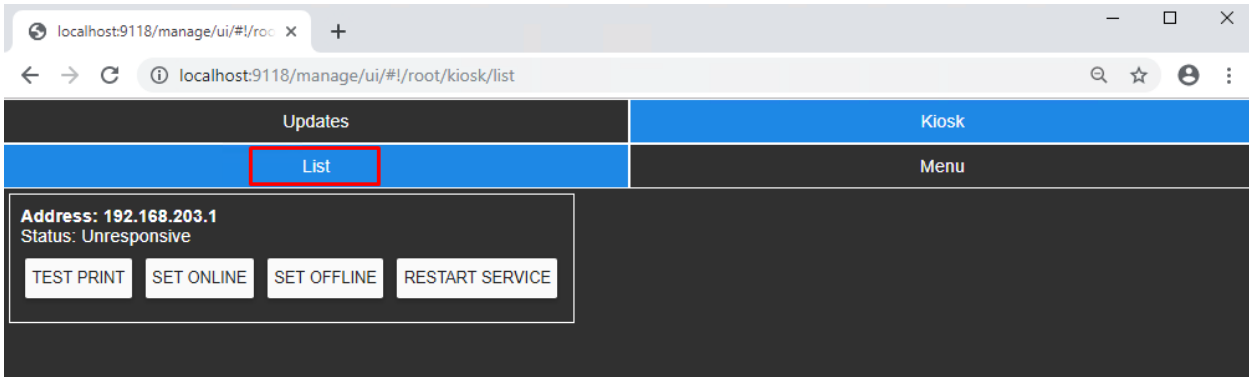 localhost:9118/manage/ui/#!/roo
localhost:9118/manage/ui/#!/root/kiosk/list
Updates Kiosk
List Menu
Address: 192.168.203.1
Status: Unresponsive
TEST PRINT SET ONLINE SET OFFLINE RESTART SERVICE